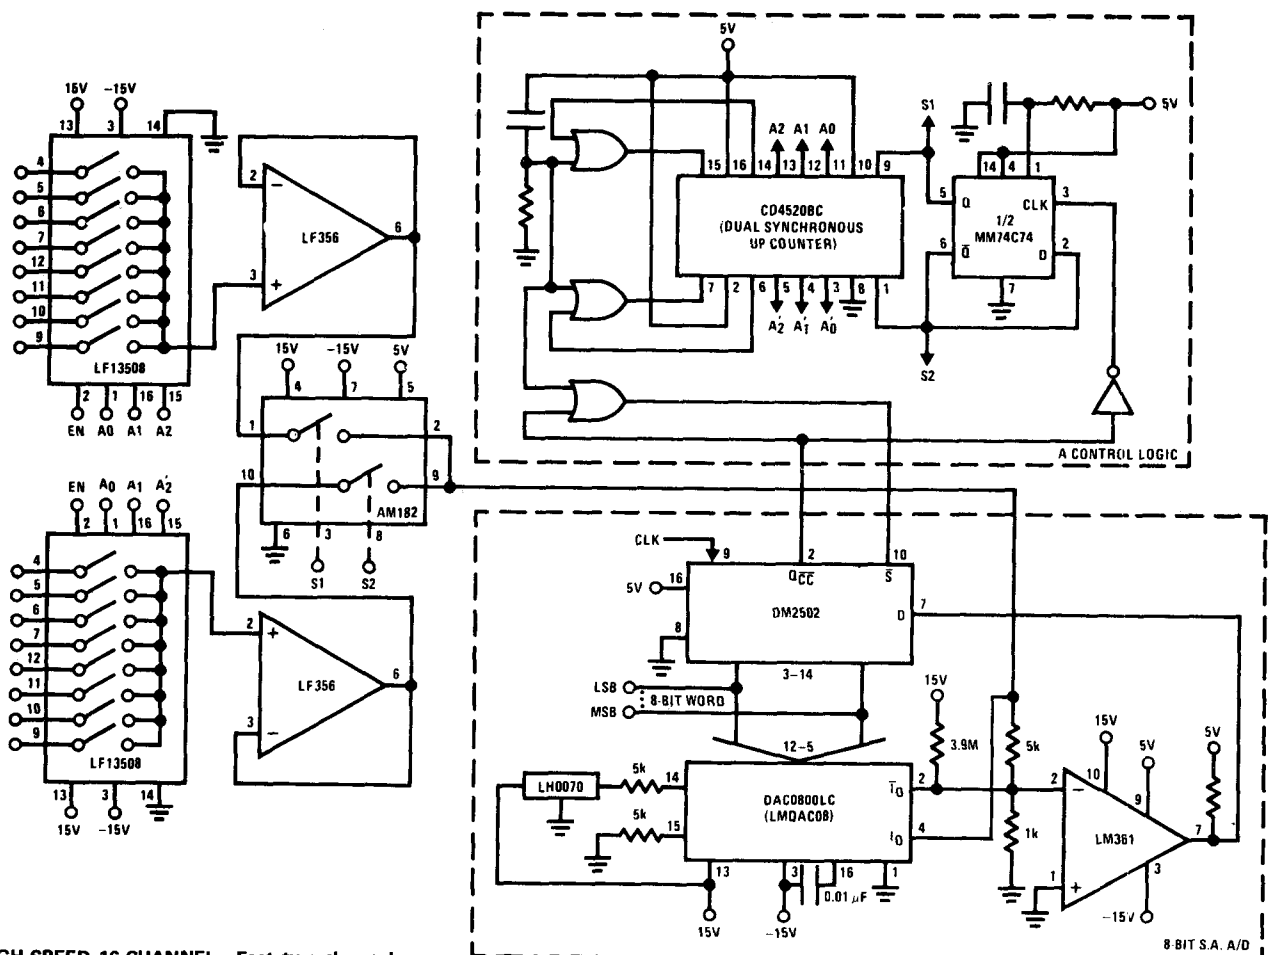 15V -15V
13 3 14
4
5
6
7
12
11
10
9
LF13508
2 1 16 15
EN A0 A1 A2
2
3
6
LF356
15V -15V 5V
4 7 5
1
2
10
9
AM182
6 3 8
S1 S2
EN A0 A1 A'2
2 1 16 15
4
5
6
7
12
11
10
9
LF13508
13 3 14
15V -15V
2
3
6
LF356
5V
A2 A1 A0
15 16 14 13 12 11 10 9
CD4520BC
(DUAL SYNCHRONOUS
UP COUNTER)
7 2 6 5 4 3 8 1
A'2 A'1 A'0
S1
S2
5V
14 4 1
5 Q CLK 3
1/2
MM74C74
6 Q D 2
7
A CONTROL LOGIC
CLK
9 2 10
QCC S
5V 16
DM2502
D 7
8
3-14
LSB
8-BIT WORD
MSB
12-5
LH0070
5k 14
5k 15
DAC0800LC
(LMDAC08)
I0 2
I0 4
13 3 16 1
0.01 µF
15V -15V
15V
3.9M
5k
1k
15V
5V
5V
10
9
2
1
LM361
7
3
-15V
8-BIT S.A. A/D
SPEED 16 CHANNEL